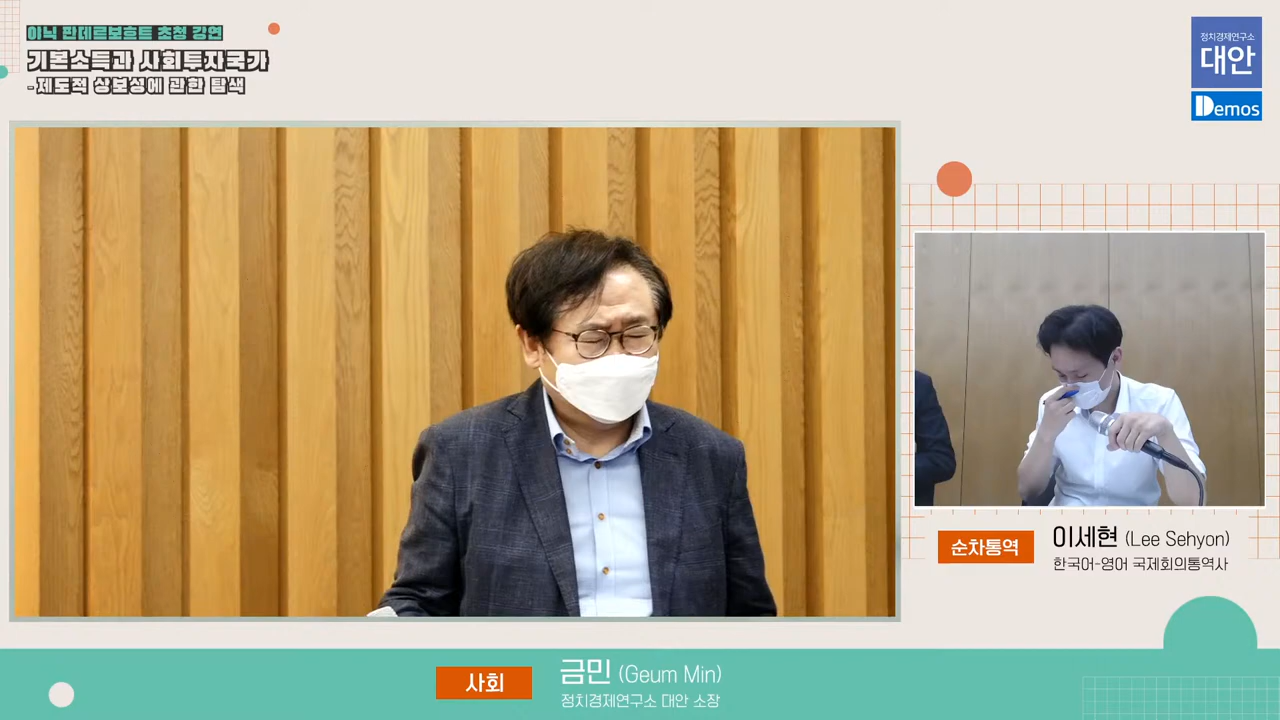 야닉 판데르보흐트 초청 강연
기본소득과 사회투자국가
-제도적 상보성에 관한 탐색
정치경제연구소
대안
Demos
순차통역
이세현 (Lee Sehyon)
한국어-영어 국제회의통역사
사회
금민 (Geum Min)
정치경제연구소 대안 소장